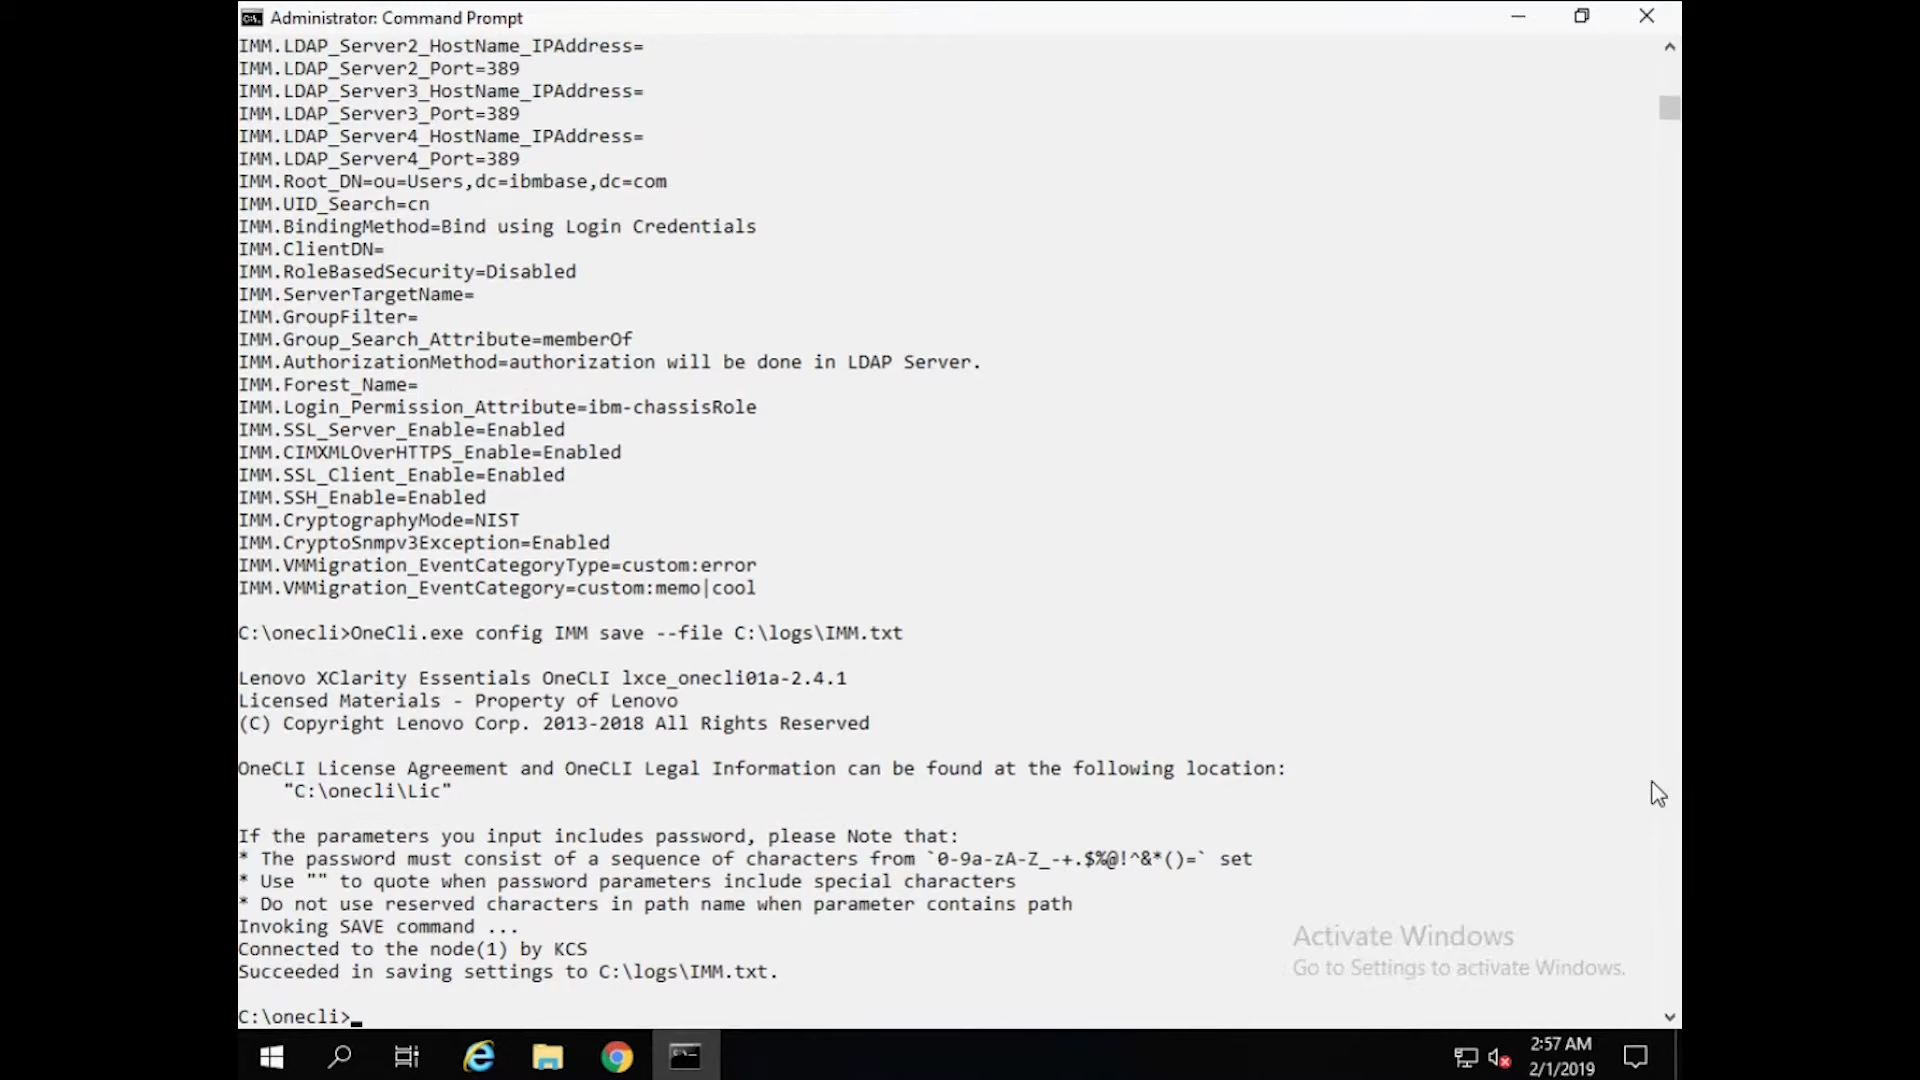 Administrator: Command Prompt
IMM.LDAP_Server2_HostName_IPAddress=
IMM.LDAP_Server2_Port=389
IMM.LDAP_Server3_HostName_IPAddress=
IMM.LDAP_Server3_Port=389
IMM.LDAP_Server4_HostName_IPAddress=
IMM.LDAP_Server4_Port=389
IMM.Root_DN=ou=Users,dc=ibmbase,dc=com
IMM.UID_Search=cn
IMM.BindingMethod=Bind using Login Credentials
IMM.ClientDN=
IMM.RoleBasedSecurity=Disabled
IMM.ServerTargetName=
IMM.GroupFilter=
IMM.Group_Search_Attribute=memberOf
IMM.AuthorizationMethod=authorization will be done in LDAP Server.
IMM.Forest_Name=
IMM.Login_Permission_Attribute=ibm-chassisRole
IMM.SSL_Server_Enable=Enabled
IMM.CIMXMLOverHTTPS_Enable=Enabled
IMM.SSL_Client_Enable=Enabled
IMM.SSH_Enable=Enabled
IMM.CryptographyMode=NIST
IMM.CryptoSnmpv3Exception=Enabled
IMM.VMMigration_EventCategoryType=custom:error
IMM.VMMigration_EventCategory=custom:memo|cool
C:\onecli>OneCli.exe config IMM save --file C:\logs\IMM.txt
Lenovo XClarity Essentials OneCLI lxce_onecli01a-2.4.1
Licensed Materials - Property of Lenovo
(C) Copyright Lenovo Corp. 2013-2018 All Rights Reserved
OneCLI License Agreement and OneCLI Legal Information can be found at the following location:
"C:\onecli\Lic"
If the parameters you input includes password, please Note that:
* The password must consist of a sequence of characters from `0-9a-zA-Z_-+.$%@!^&*()=` set
* Use "" to quote when password parameters include special characters
* Do not use reserved characters in path name when parameter contains path
Invoking SAVE command ...
Connected to the node(1) by KCS
Succeeded in saving settings to C:\logs\IMM.txt.
C:\onecli>_
Activate Windows
Go to Settings to activate Windows.
2:57 AM
2/1/2019